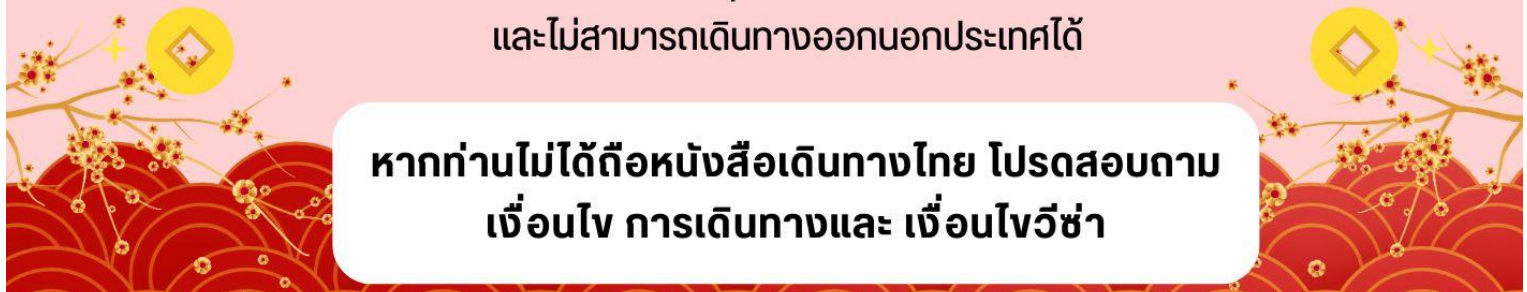 และไม่สามารถเดินทางออกนอกประเทศได้
หากท่านไม่ได้ถือหนังสือเดินทางไทย โปรดสอบถาม
เงื่อนไข การเดินทางและ เงื่อนไขวีซ่า